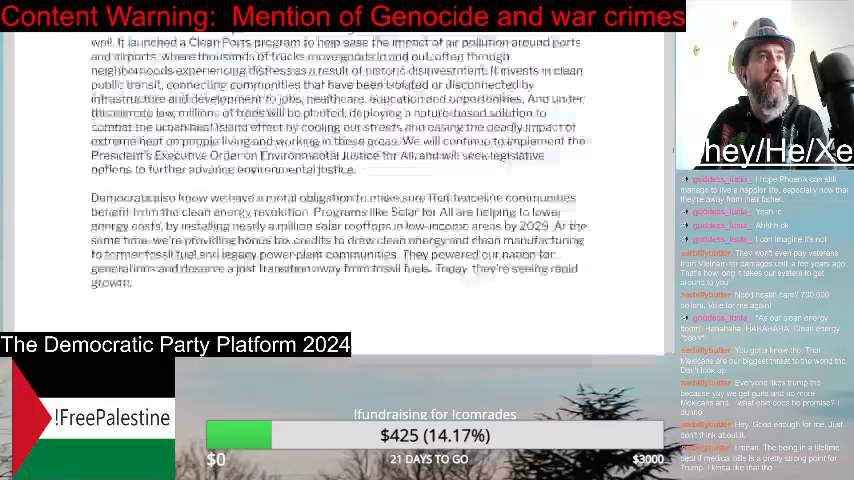 Content Warning: Mention of Genocide and war crimes
well. It launched a Clean Ports program to help ease the impact of air pollution around ports
and airports, where thousands of trucks move goods in and out, often through
neighborhoods experiencing distress as a result of historic disinvestment. It invests in clean
public transit, connecting communities that have been isolated or disconnected by
infrastructure and development to jobs, healthcare, education and opportunities. And under
this climate law, millions of trees will be planted, deploying a nature-based solution to
combat the urban heat island effect by cooling our streets and easing the deadly impact of
extreme heat on people living and working in these areas. We will continue to implement the
President's Executive Order on Environmental Justice for All, and will seek legislative
options to further advance environmental justice.
Democrats also know we have a moral obligation to make sure that frontline communities
benefit from the clean energy revolution. Programs like Solar for All are helping to lower
energy costs, by installing nearly a million solar rooftops in low-income areas by 2029. At the
same time, we're providing bonus tax credits to draw clean energy and clean manufacturing
to former fossil fuel and legacy power plant communities. They powered our nation for
generations and deserve a just transition away from fossil fuels. Today, they're seeing rapid
growth.
The Democratic Party Platform 2024
!FreePalestine
!fundraising for !comrades
$425 (14.17%)
$0
21 DAYS TO GO
$3000
hey/He/Xe
goddess_lucia_: I hope Phoenix can still
manage to live a happier life, especially now that
they're away from their father.
goddess_lucia_: Yeah :c
goddess_lucia_: Ahhhh ok
goddess_lucia_: I can imagine it's not
They won't even pay veterans
from Vietnam for damages until a few years ago.
That's how long it takes our system to get
around to you
Need health care? 700,000
dollars. Vote for me again!
goddess_lucia_: "As our clean energy
boom" Hahahaha HAHAHAHA. Clean energy
"boom"
You gotta know tho. That
Mexicans are our biggest threat to the world tho.
Don't look up.
Everyone likes trump tho
because yay we get guns and no more
Mexicans and... what else does he promise? I
dunno
Hey. Good enough for me. Just
don't think about it.
I mean. The being in a lifetime
debt if medical bills is a pretty strong point for
Trump. I kinda like that tho